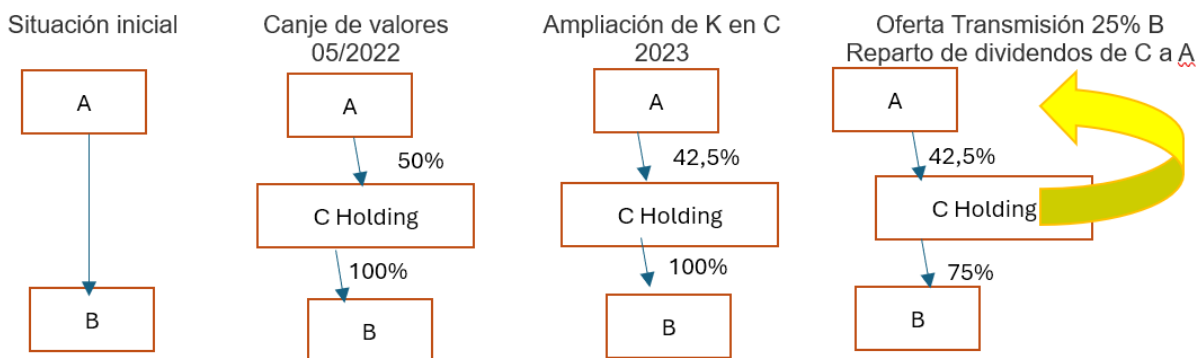 Situación inicial
A
B
Canje de valores
05/2022
A
50%
C Holding
100%
B
Ampliación de K en C
2023
A
42,5%
C Holding
100%
B
Oferta Transmisión 25% B
Reparto de dividendos de C a A
A
42,5%
C Holding
75%
B